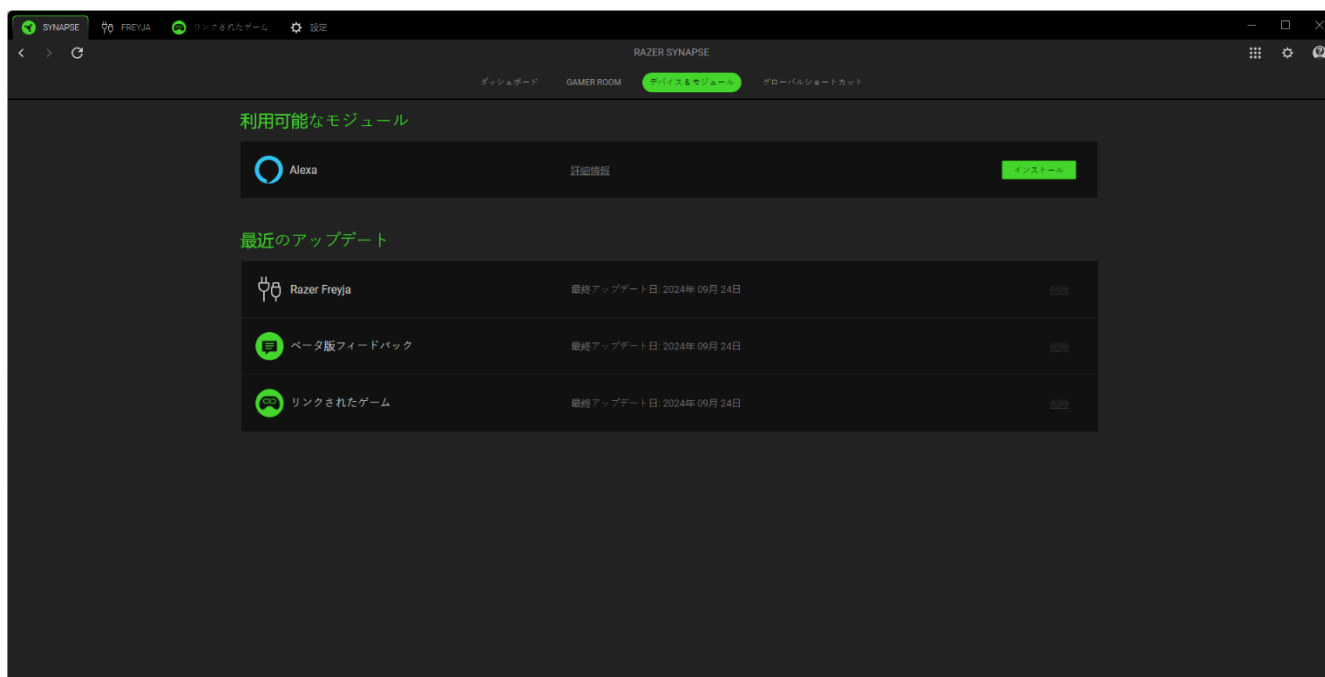 SYNAPSE FREYJA リンクされたゲーム 設定
RAZER SYNAPSE
ダッシュボード GAMER ROOM デバイス & モジュール グローバルショートカット
利用可能なモジュール
Alexa 詳細情報 インストール
最近のアップデート
Razer Freyja 最終アップデート日: 2024年 09月 24日 削除
ベータ版フィードバック 最終アップデート日: 2024年 09月 24日 削除
リンクされたゲーム 最終アップデート日: 2024年 09月 24日 削除